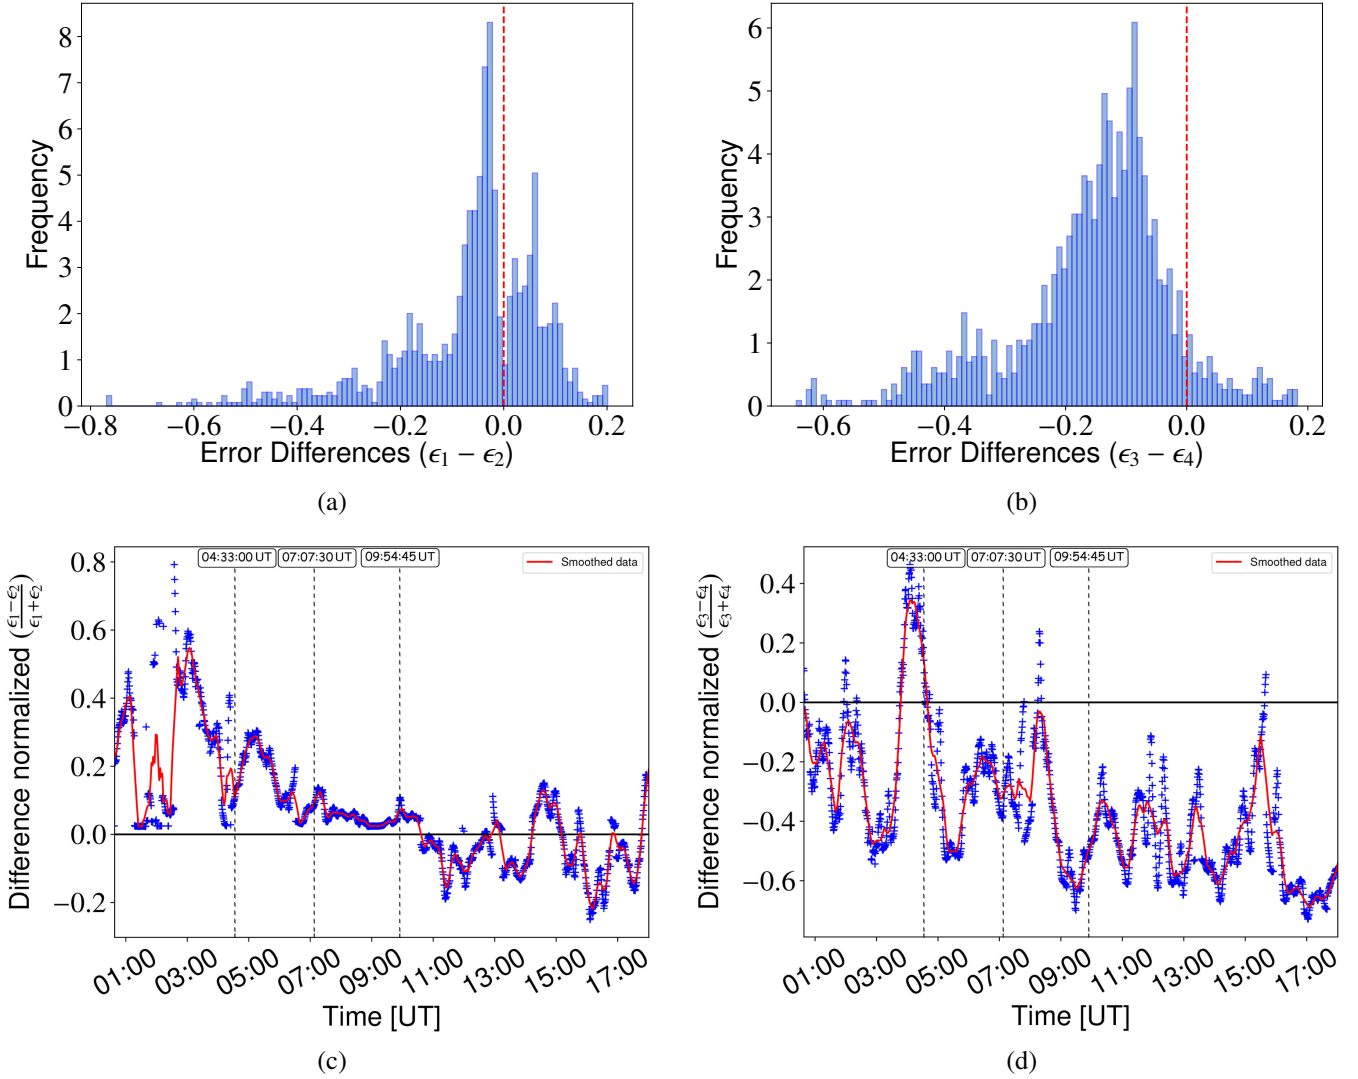 8
7
6
5
4
3
2
1
0
Frequency
−0.8 −0.6 −0.4 −0.2 0.0 0.2
Error Differences (ϵ₁ − ϵ₂)
(a)
6
5
4
3
2
1
0
Frequency
−0.6 −0.4 −0.2 0.0 0.2
Error Differences (ϵ₃ − ϵ₄)
(b)
04:33:00 UT 07:07:30 UT 09:54:45 UT
Smoothed data
0.8
0.6
0.4
0.2
0.0
−0.2
Difference normalized (ϵ₁−ϵ₂/ϵ₁+ϵ₂)
01:00 03:00 05:00 07:00 09:00 11:00 13:00 15:00 17:00
Time [UT]
(c)
04:33:00 UT 07:07:30 UT 09:54:45 UT
Smoothed data
0.4
0.2
0.0
−0.2
−0.4
−0.6
Difference normalized (ϵ₃−ϵ₄/ϵ₃+ϵ₄)
01:00 03:00 05:00 07:00 09:00 11:00 13:00 15:00 17:00
Time [UT]
(d)